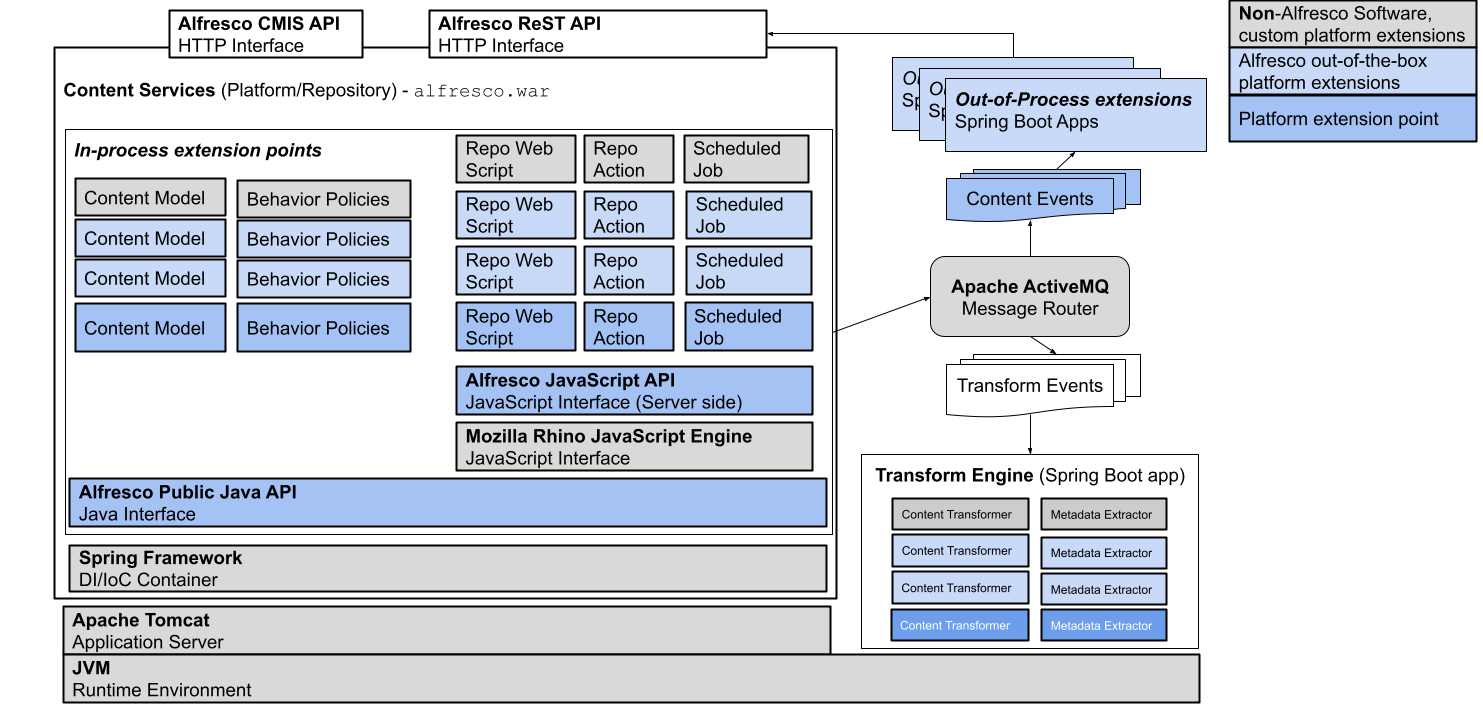 Alfresco CMIS API
HTTP Interface
Alfresco ReST API
HTTP Interface
Non-Alfresco Software,
custom platform extensions
Alfresco out-of-the-box
platform extensions
Platform extension point
Content Services (Platform/Repository) - alfresco.war
In-process extension points
Content Model
Content Model
Content Model
Content Model
Behavior Policies
Behavior Policies
Behavior Policies
Behavior Policies
Repo Web
Script
Repo
Action
Scheduled
Job
Repo Web
Script
Repo
Action
Scheduled
Job
Repo Web
Script
Repo
Action
Scheduled
Job
Repo Web
Script
Repo
Action
Scheduled
Job
Alfresco JavaScript API
JavaScript Interface (Server side)
Mozilla Rhino JavaScript Engine
JavaScript Interface
Alfresco Public Java API
Java Interface
Spring Framework
DI/IoC Container
Apache Tomcat
Application Server
JVM
Runtime Environment
Out-of-Process extensions
Spring Boot Apps
Content Events
Apache ActiveMQ
Message Router
Transform Events
Transform Engine (Spring Boot app)
Content Transformer
Metadata Extractor
Content Transformer
Metadata Extractor
Content Transformer
Metadata Extractor
Content Transformer
Metadata Extractor